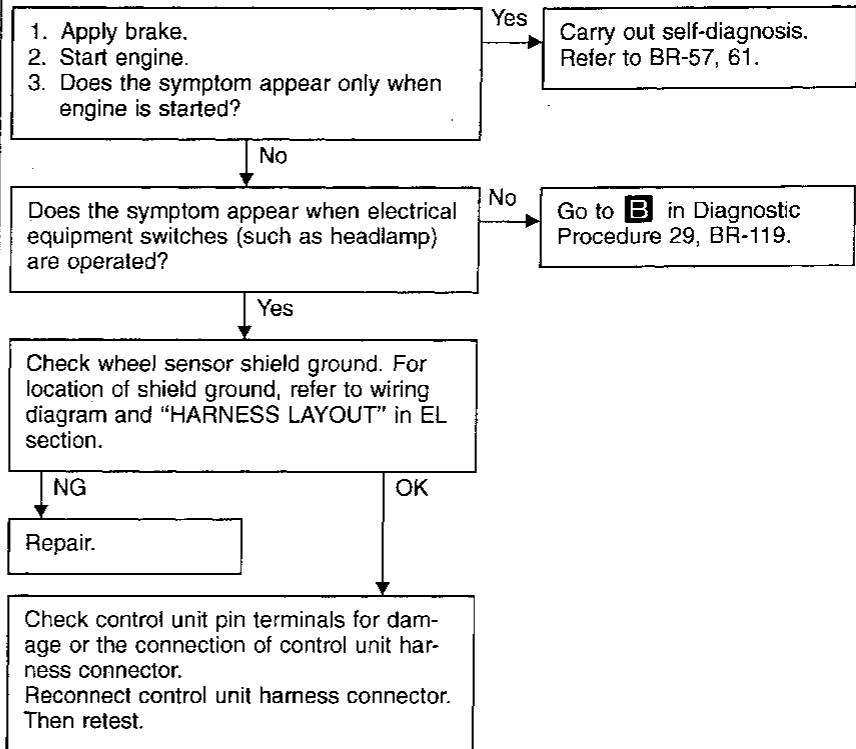 1. Apply brake.
2. Start engine.
3. Does the symptom appear only when
engine is started?
Yes
Carry out self-diagnosis.
Refer to BR-57, 61.
No
Does the symptom appear when electrical
equipment switches (such as headlamp)
are operated?
No
Go to B in Diagnostic
Procedure 29, BR-119.
Yes
Check wheel sensor shield ground. For
location of shield ground, refer to wiring
diagram and “HARNESS LAYOUT” in EL
section.
NG
OK
Repair.
Check control unit pin terminals for dam-
age or the connection of control unit har-
ness connector.
Reconnect control unit harness connector.
Then retest.